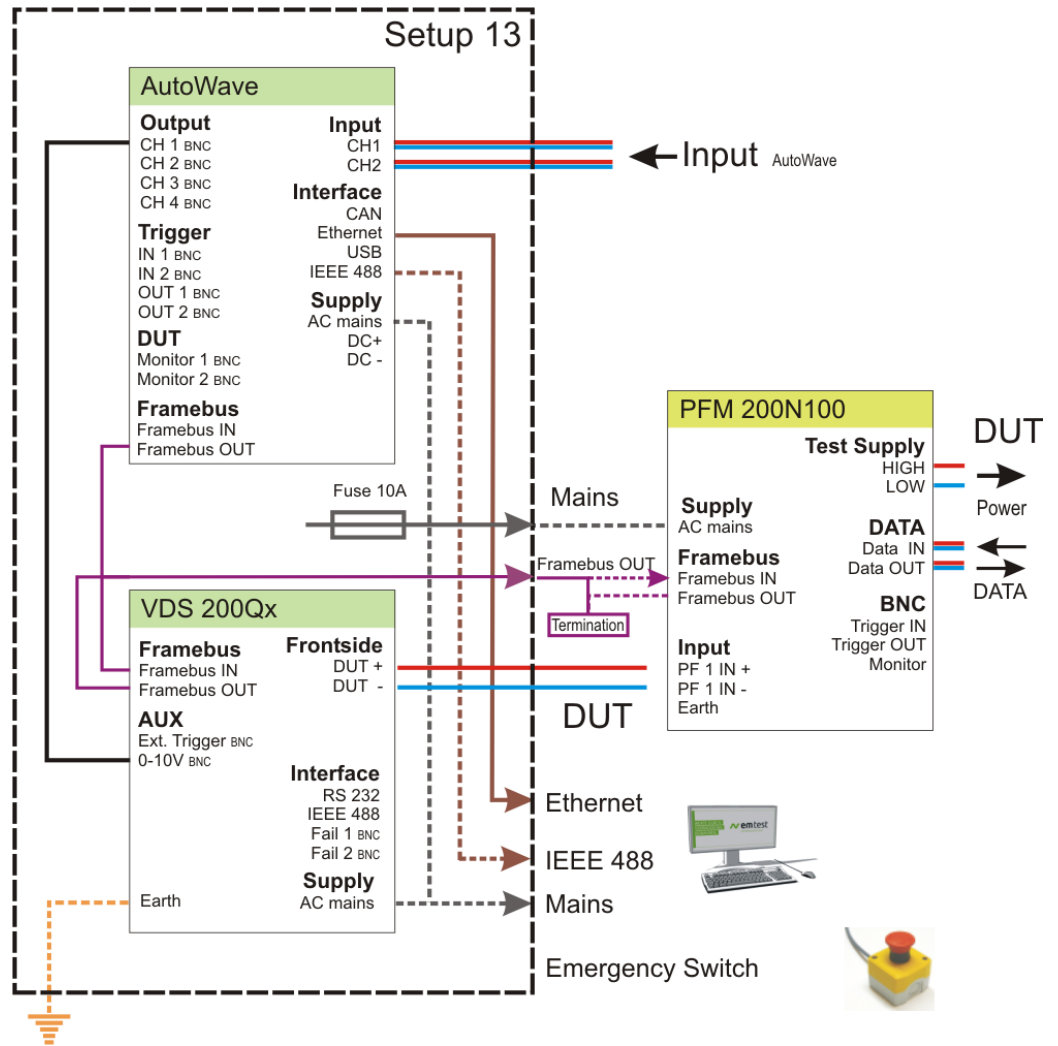 Setup 13
AutoWave
Output
CH 1 BNC
CH 2 BNC
CH 3 BNC
CH 4 BNC
Trigger
IN 1 BNC
IN 2 BNC
OUT 1 BNC
OUT 2 BNC
DUT
Monitor 1 BNC
Monitor 2 BNC
Framebus
Framebus IN
Framebus OUT
Input
CH1
CH2
Interface
CAN
Ethernet
USB
IEEE 488
Supply
AC mains
DC+
DC -
Input AutoWave
Fuse 10A
Mains
Framebus OUT
Termination
PFM 200N100
Test Supply
HIGH
LOW
Supply
AC mains
DATA
Data IN
Data OUT
Framebus
Framebus IN
Framebus OUT
BNC
Trigger IN
Trigger OUT
Monitor
Input
PF 1 IN +
PF 1 IN -
Earth
DUT
Power
DATA
VDS 200Qx
Framebus
Framebus IN
Framebus OUT
AUX
Ext. Trigger BNC
0-10V BNC
Earth
Frontside
DUT +
DUT -
Interface
RS 232
IEEE 488
Fail 1 BNC
Fail 2 BNC
Supply
AC mains
DUT
Ethernet
IEEE 488
Mains
Emergency Switch
emtest